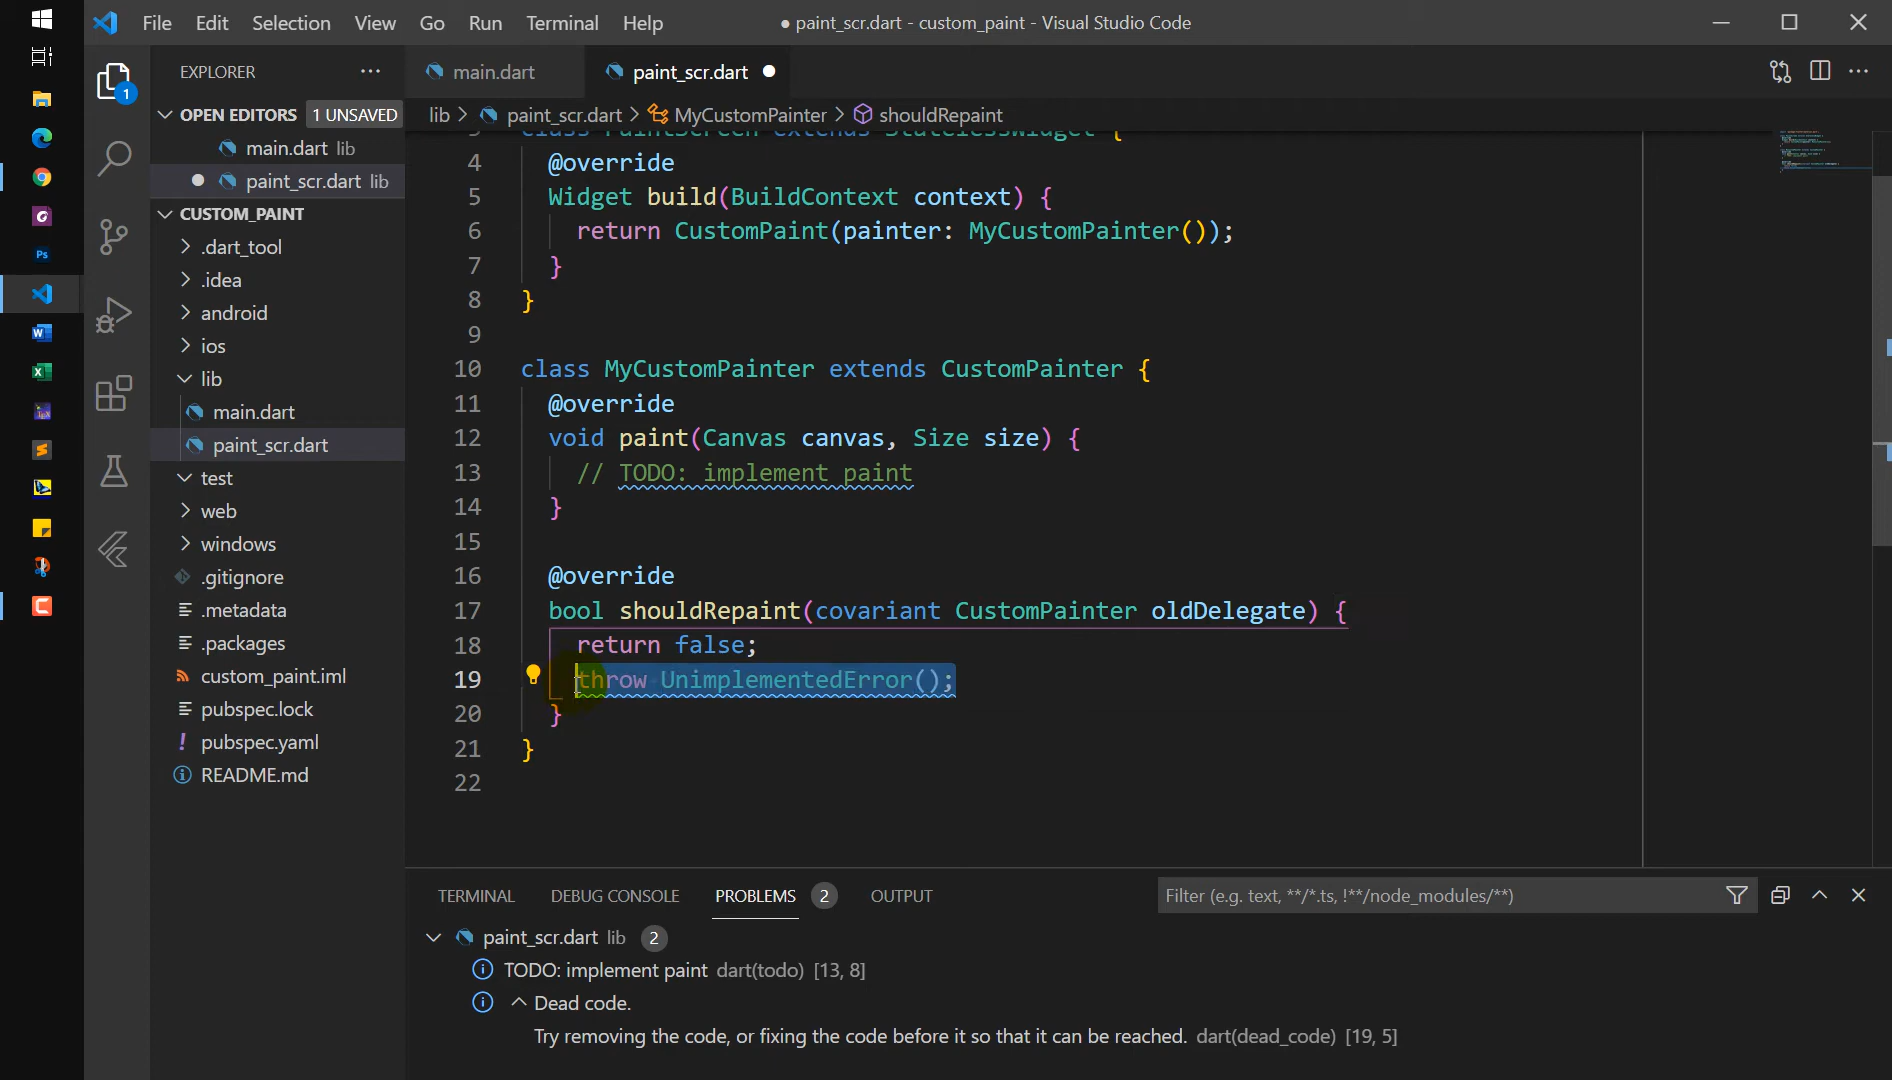 File Edit Selection View Go Run Terminal Help
● paint_scr.dart - custom_paint - Visual Studio Code
EXPLORER
OPEN EDITORS 1 UNSAVED
main.dart lib
paint_scr.dart lib
CUSTOM_PAINT
.dart_tool
.idea
android
ios
lib
main.dart
paint_scr.dart
test
web
windows
.gitignore
.metadata
.packages
custom_paint.iml
pubspec.lock
pubspec.yaml
README.md
1
Ps
main.dart
paint_scr.dart
lib > paint_scr.dart > MyCustomPainter > shouldRepaint
3 class PaintScreen extends StatelessWidget {
4 @override
5 Widget build(BuildContext context) {
6 return CustomPaint(painter: MyCustomPainter());
7 }
8 }
9
10 class MyCustomPainter extends CustomPainter {
11 @override
12 void paint(Canvas canvas, Size size) {
13 // TODO: implement paint
14 }
15
16 @override
17 bool shouldRepaint(covariant CustomPainter oldDelegate) {
18 return false;
19 throw UnimplementedError();
20 }
21 }
22
TERMINAL DEBUG CONSOLE PROBLEMS 2 OUTPUT
Filter (e.g. text, **/*.ts, !**/node_modules/**)
paint_scr.dart lib 2
TODO: implement paint dart(todo) [13, 8]
Dead code.
Try removing the code, or fixing the code before it so that it can be reached. dart(dead_code) [19, 5]